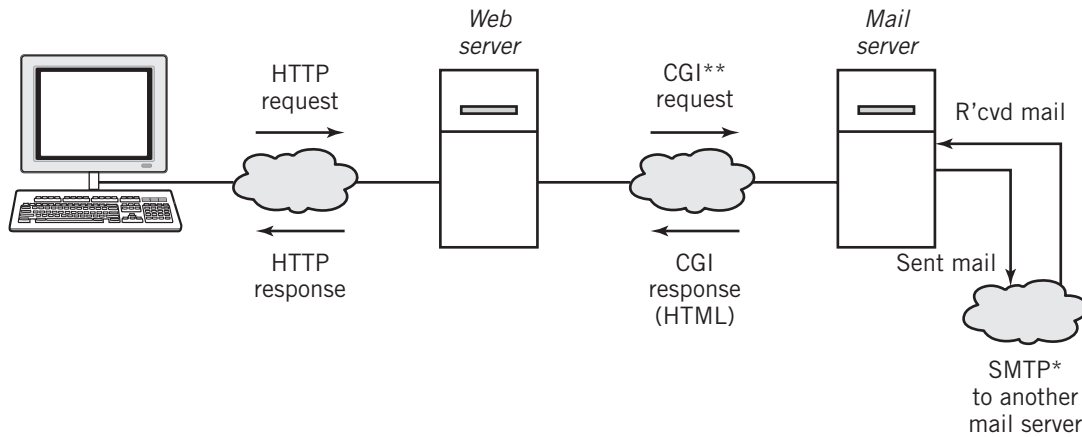 Web
server
Mail
server
HTTP
request
CGI**
request
R'cvd mail
HTTP
response
CGI
response
(HTML)
Sent mail
SMTP*
to another
mail server